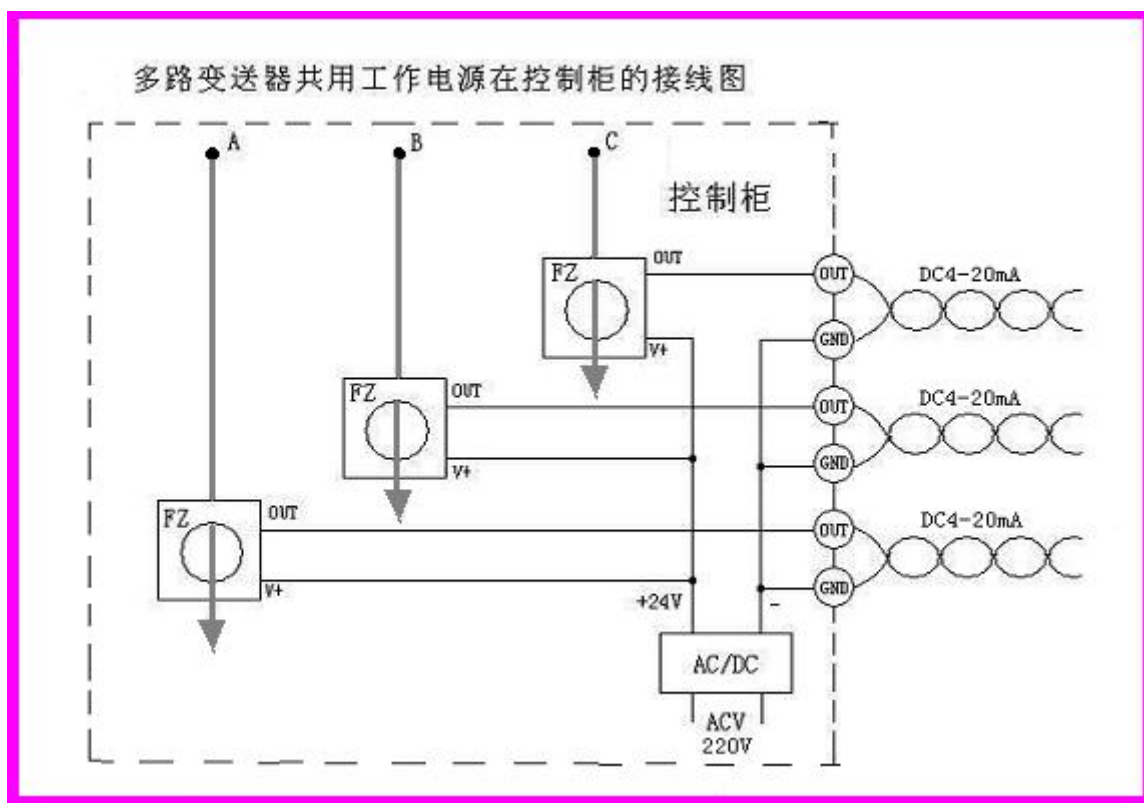 多路变送器共用工作电源在控制柜的接线图
A
B
C
控制柜
FZ
OUT
V+
OUT
GND
DC4-20mA
FZ
OUT
V+
OUT
GND
DC4-20mA
FZ
OUT
V+
OUT
GND
DC4-20mA
+24V
-
AC/DC
ACV
220V